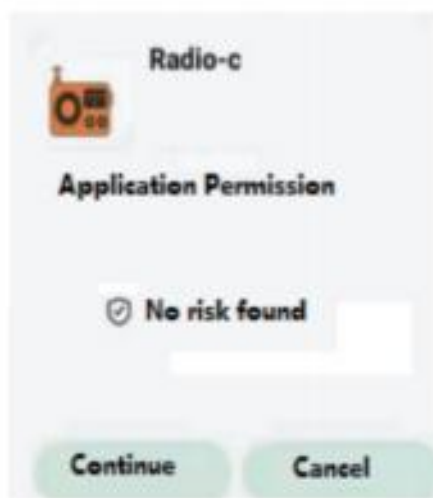 Radio-c
Application Permission
No risk found
Continue
Cancel